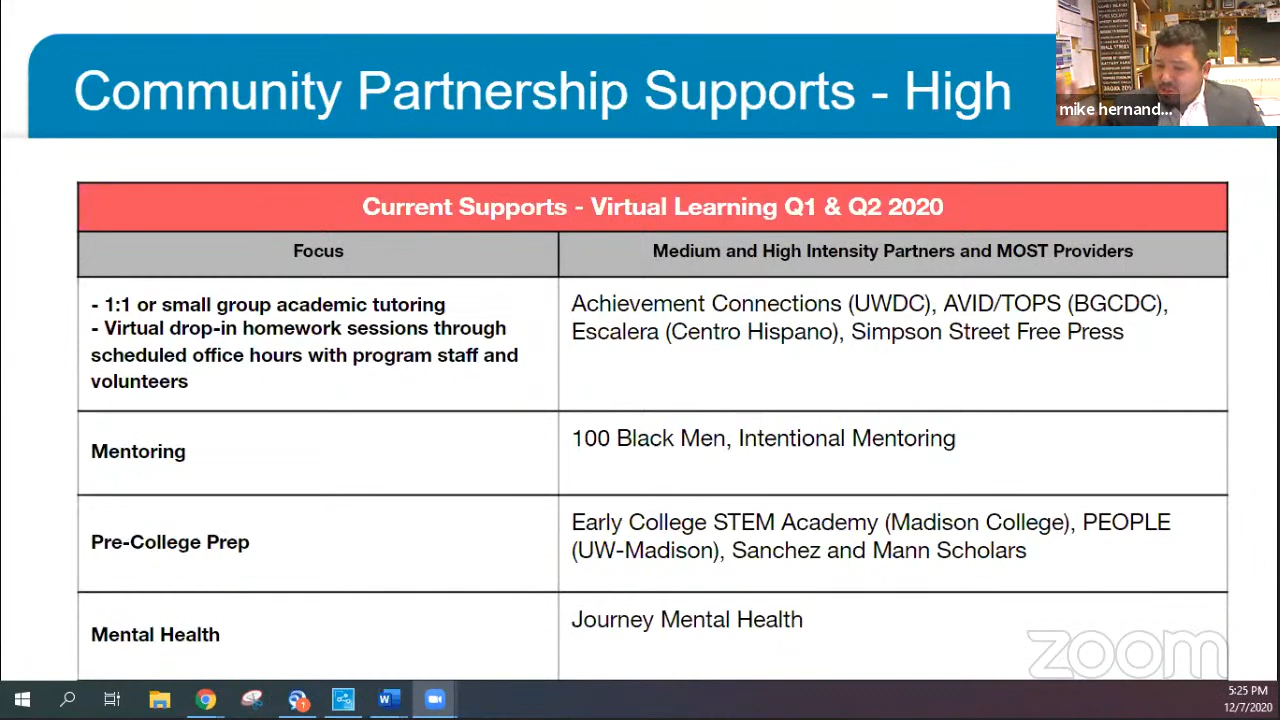 Community Partnership Supports - High
mike hernand...
Current Supports - Virtual Learning Q1 & Q2 2020
Focus
Medium and High Intensity Partners and MOST Providers
- 1:1 or small group academic tutoring
- Virtual drop-in homework sessions through
scheduled office hours with program staff and
volunteers
Achievement Connections (UWDC), AVID/TOPS (BGCDC),
Escalera (Centro Hispano), Simpson Street Free Press
Mentoring
100 Black Men, Intentional Mentoring
Pre-College Prep
Early College STEM Academy (Madison College), PEOPLE
(UW-Madison), Sanchez and Mann Scholars
Mental Health
Journey Mental Health
zoom
5:25 PM
12/7/2020